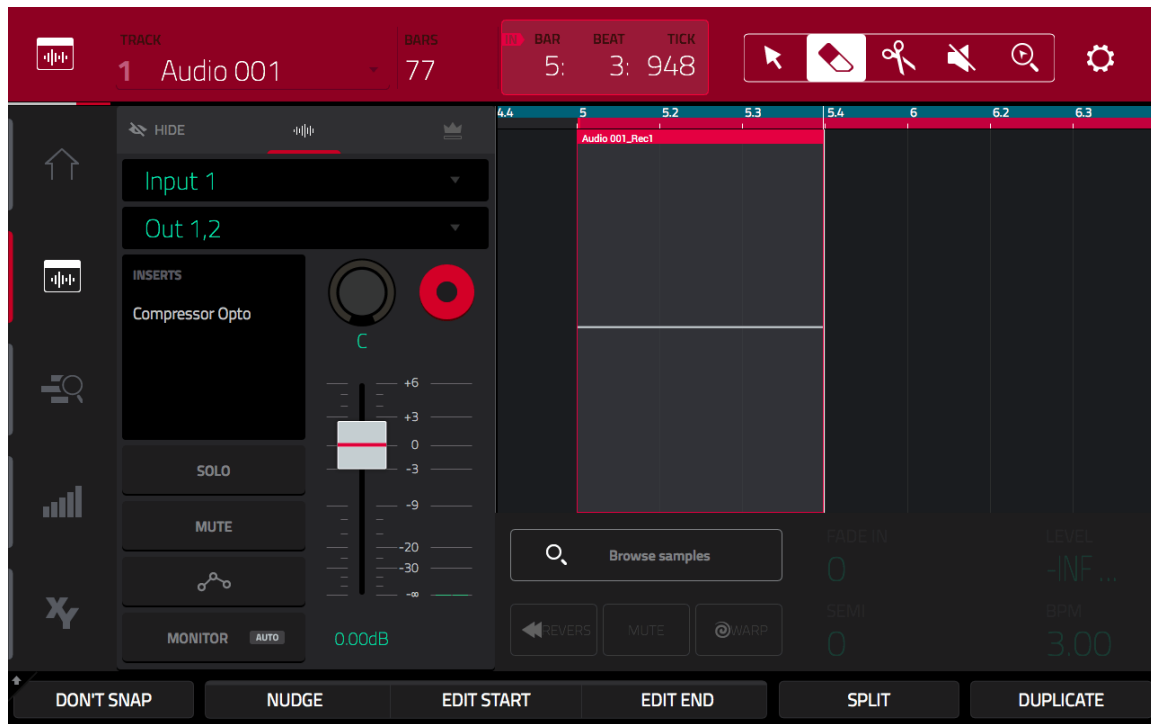 TRACK
1 Audio 001
BARS
77
IN BAR BEAT TICK
5: 3: 948
HIDE
4.4 5 5.2 5.3 5.4 6 6.2 6.3
Audio 001_Rec1
Input 1
Out 1,2
INSERTS
Compressor Opto
C
+6
+3
0
-3
-9
-20
-30
-∞
SOLO
MUTE
MONITOR AUTO
0.00dB
Browse samples
REVERS MUTE WARP
FADE IN LEVEL
0 -INF ...
SEMI BPM
0 3.00
XY
DON'T SNAP NUDGE EDIT START EDIT END SPLIT DUPLICATE